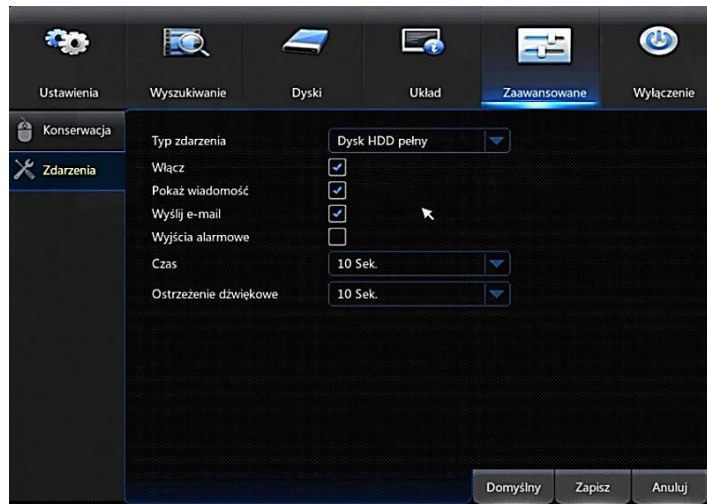 Ustawienia Wyszukiwanie Dyski Układ Zaawansowane Wyłączenie
Konserwacja
Zdarzenia
Typ zdarzenia Dysk HDD pełny
Włącz
Pokaż wiadomość
Wyślij e-mail
Wyjścia alarmowe
Czas 10 Sek.
Ostrzeżenie dźwiękowe 10 Sek.
Domyślny Zapisz Anuluj